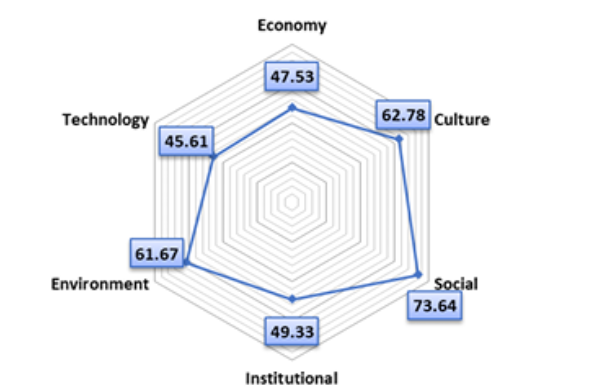 Economy
47.53
62.78
Culture
Technology
45.61
61.67
Environment
Social
73.64
49.33
Institutional